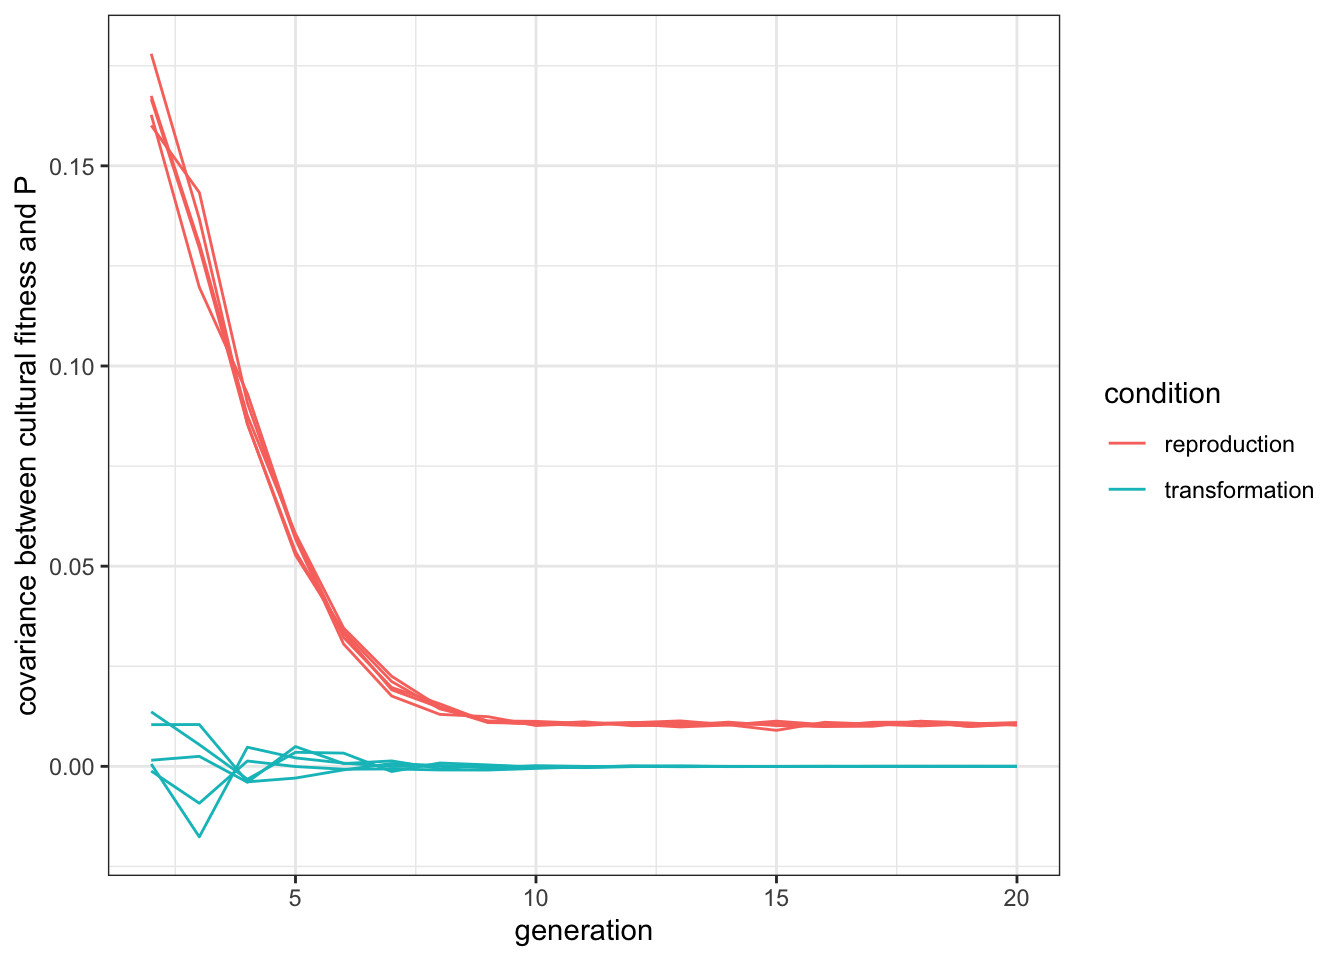 covariance between cultural fitness and P
0.15
0.10
0.05
0.00
5 10 15 20
generation
condition
reproduction
transformation